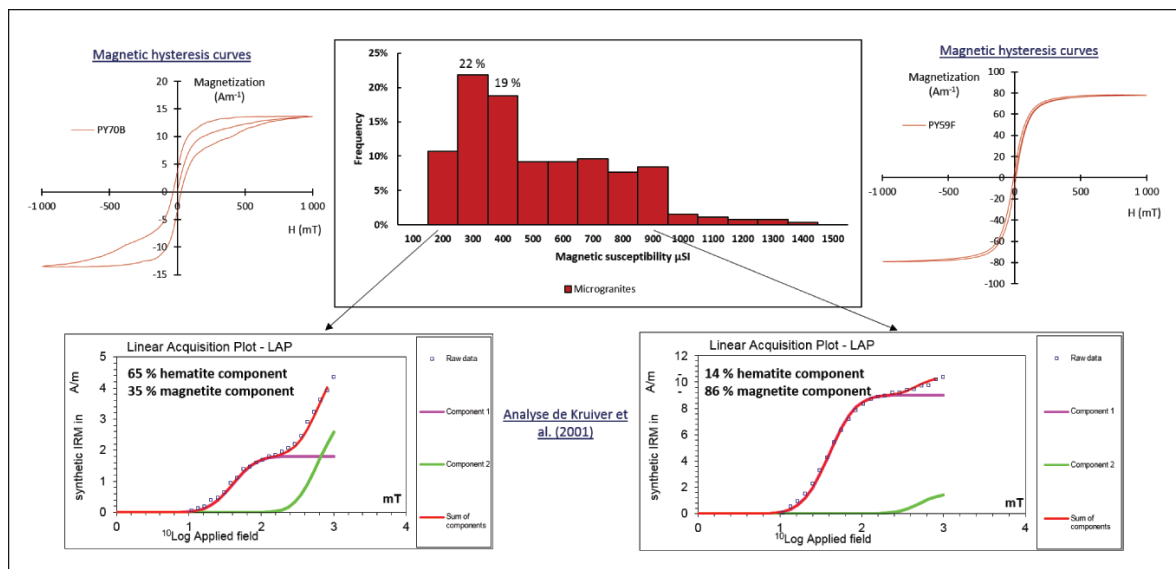 Magnetic hysteresis curves
Magnetization
(Am-1)
20
15
10
5
0
-5
-10
-15
-1 000
0
1 000
H (mT)
PY70B
25%
20%
15%
10%
5%
0%
Frequency
22 %
19 %
100 200 300 400 500 600 700 800 900 1000 1100 1200 1300 1400 1500
Magnetic susceptibility µSI
Microgranites
Magnetic hysteresis curves
Magnetization
(Am-1)
100
80
60
40
20
0
-20
-40
-60
-80
-100
-1 000
-500
0
500
1 000
H (mT)
PY59F
Linear Acquisition Plot - LAP
65 % hematite component
35 % magnetite component
synthetic IRM in A/m
5
4
3
2
1
0
0 1 2 3 4
mT
10Log Applied field
Raw data
Component 1
Component 2
Sum of
components
Analyse de Kruiver et
al. (2001)
Linear Acquisition Plot - LAP
14 % hematite component
86 % magnetite component
synthetic IRM in A/m
12
10
8
6
4
2
0
0 1 2 3 4
mT
10Log Applied field
Raw data
Component 1
Component 2
Sum of
components